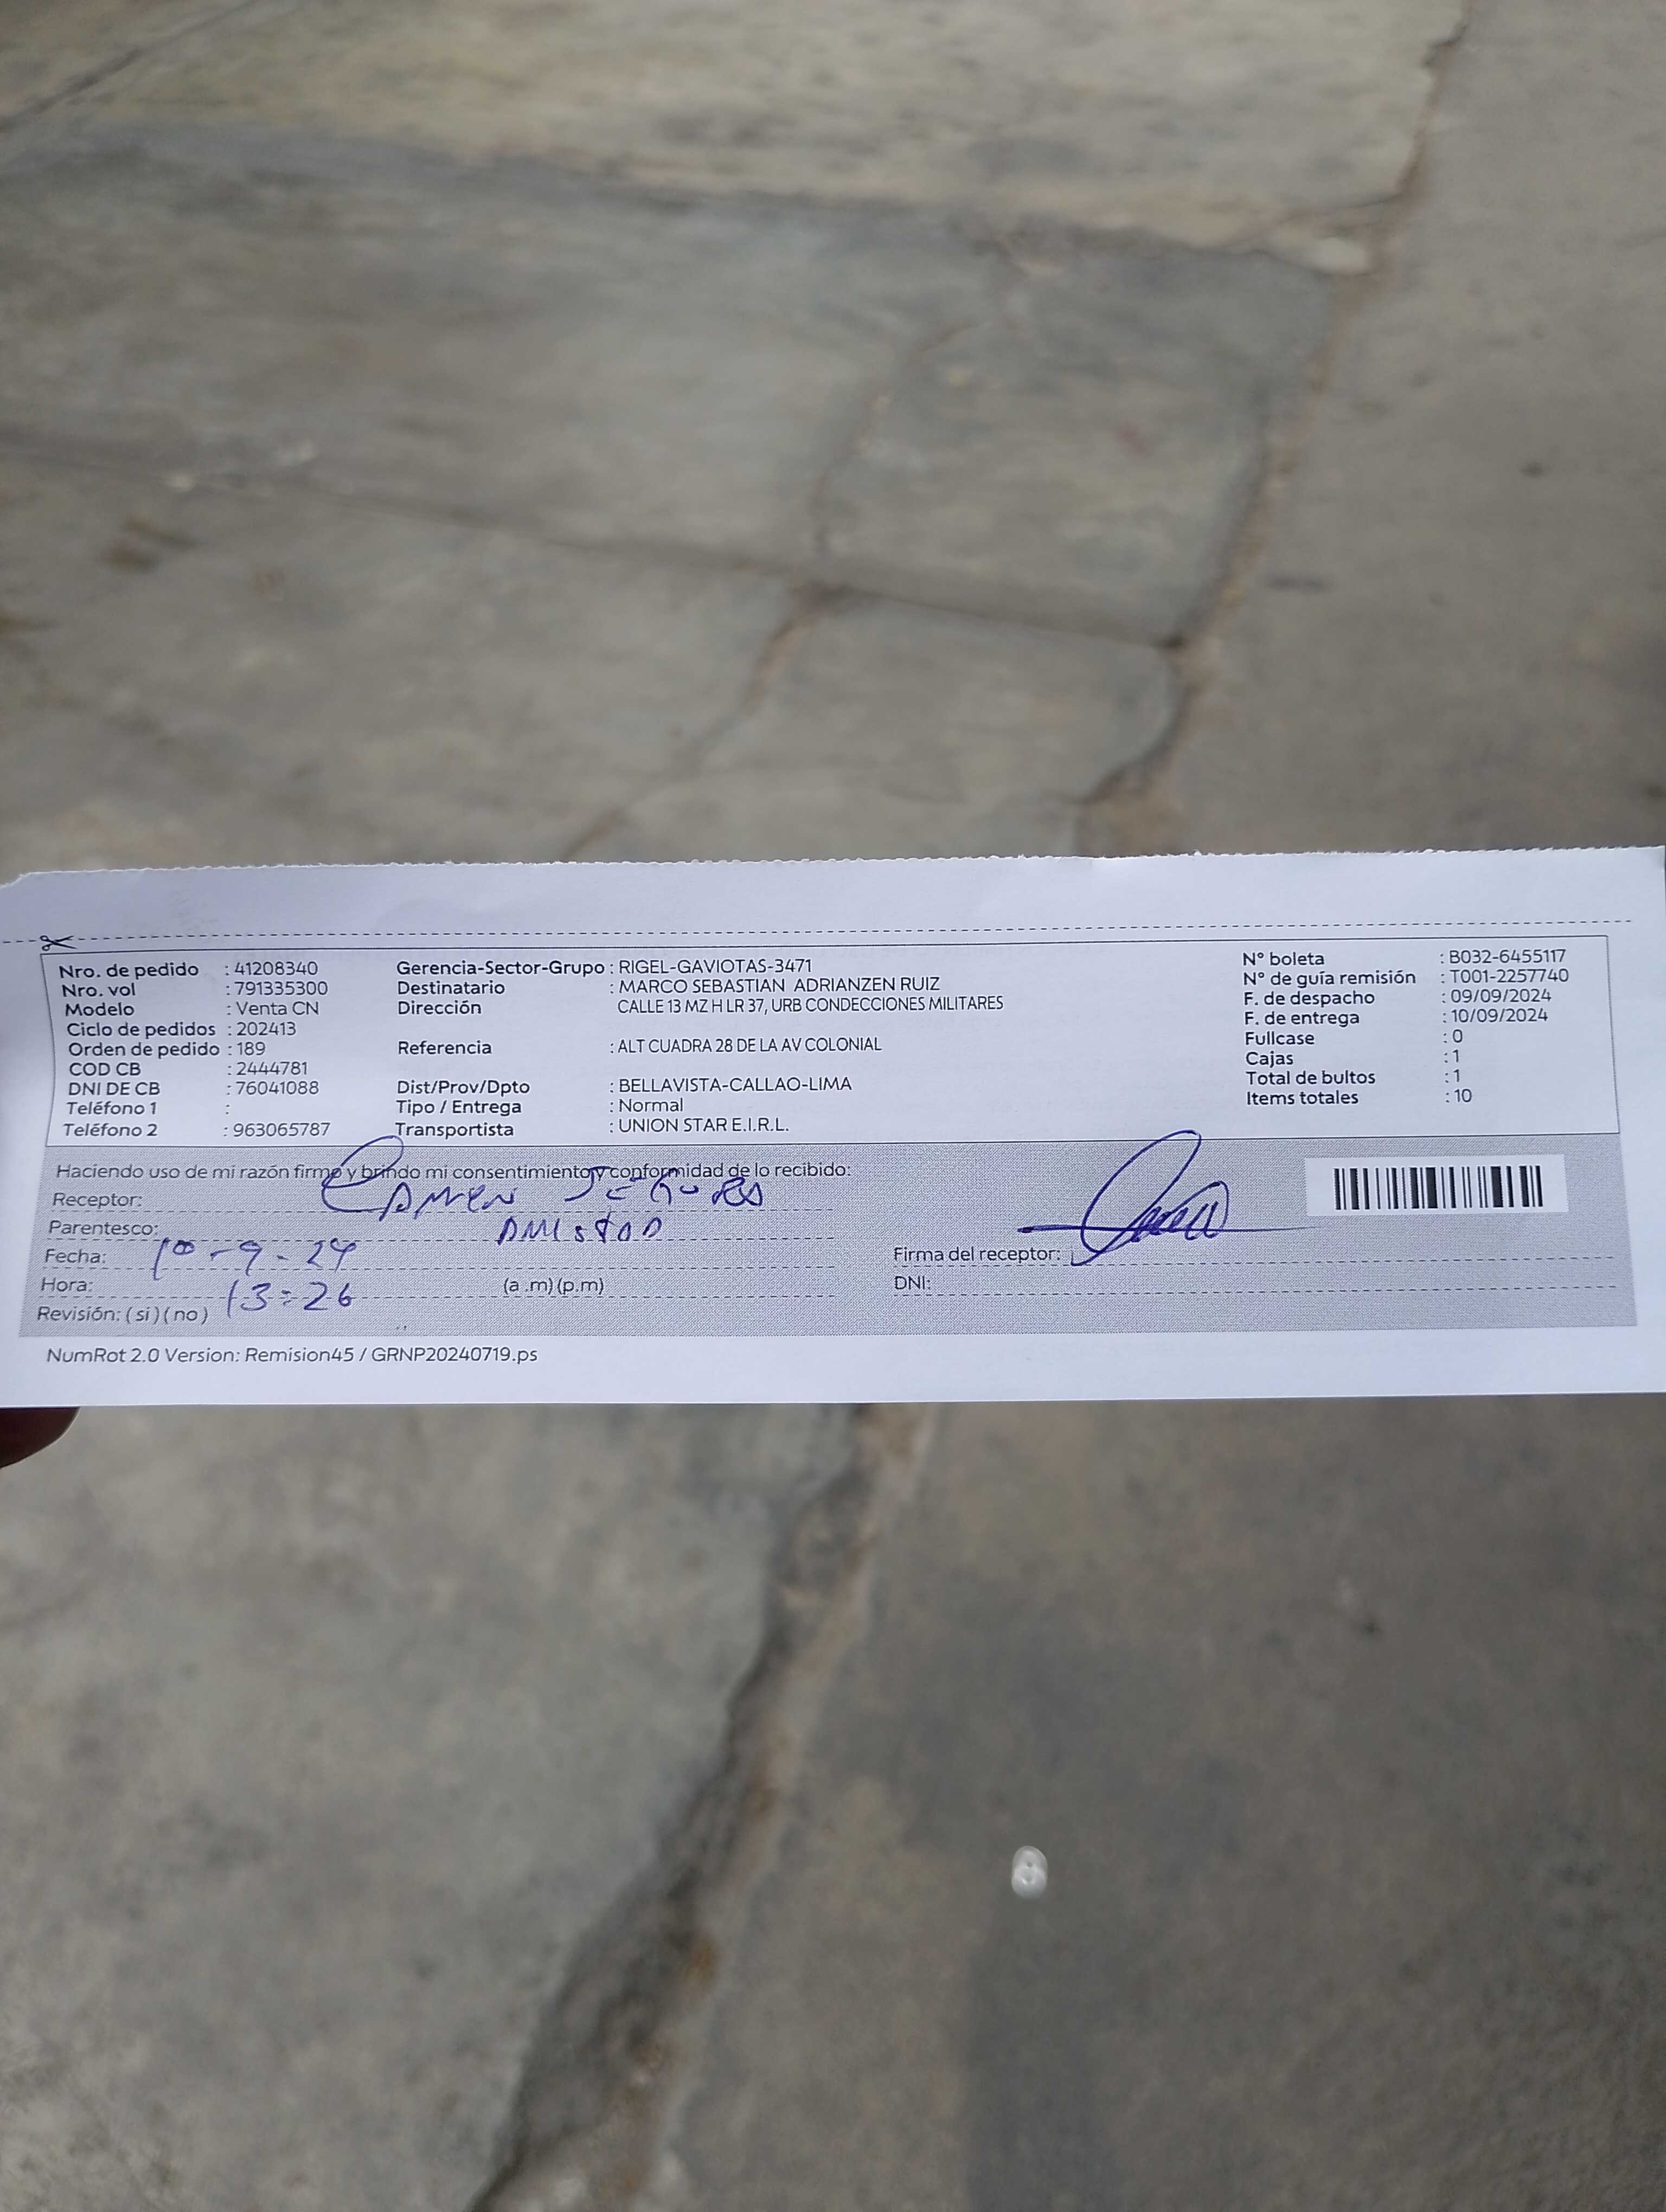 Nro. de pedido : 41208340
Nro. vol : 791335300
Modelo : Venta CN
Ciclo de pedidos : 202413
Orden de pedido : 189
COD CB : 2444781
DNI DE CB : 76041088
Teléfono 1 :
Teléfono 2 : 963065787
Gerencia-Sector-Grupo : RIGEL-GAVIOTAS-3471
Destinatario : MARCO SEBASTIAN ADRIANZEN RUIZ
Dirección CALLE 13 MZ H LR 37, URB CONDECCIONES MILITARES
Referencia : ALT CUADRA 28 DE LA AV COLONIAL
Dist/Prov/Dpto : BELLAVISTA-CALLAO-LIMA
Tipo / Entrega : Normal
Transportista : UNION STAR E.I.R.L.
N° boleta : B032-6455117
N° de guía remisión : T001-2257740
F. de despacho : 09/09/2024
F. de entrega : 10/09/2024
Fullcase : 0
Cajas : 1
Total de bultos : 1
Items totales : 10
Haciendo uso de mi razón firmo y brindo mi consentimiento y conformidad de lo recibido:
Receptor:
Parentesco: AMISTAD
Fecha: 10-9-24
Hora: 13:26 (a .m) (p.m)
Revisión: ( si ) ( no )
Firma del receptor:
DNI:
NumRot 2.0 Version: Remision45 / GRNP20240719.ps